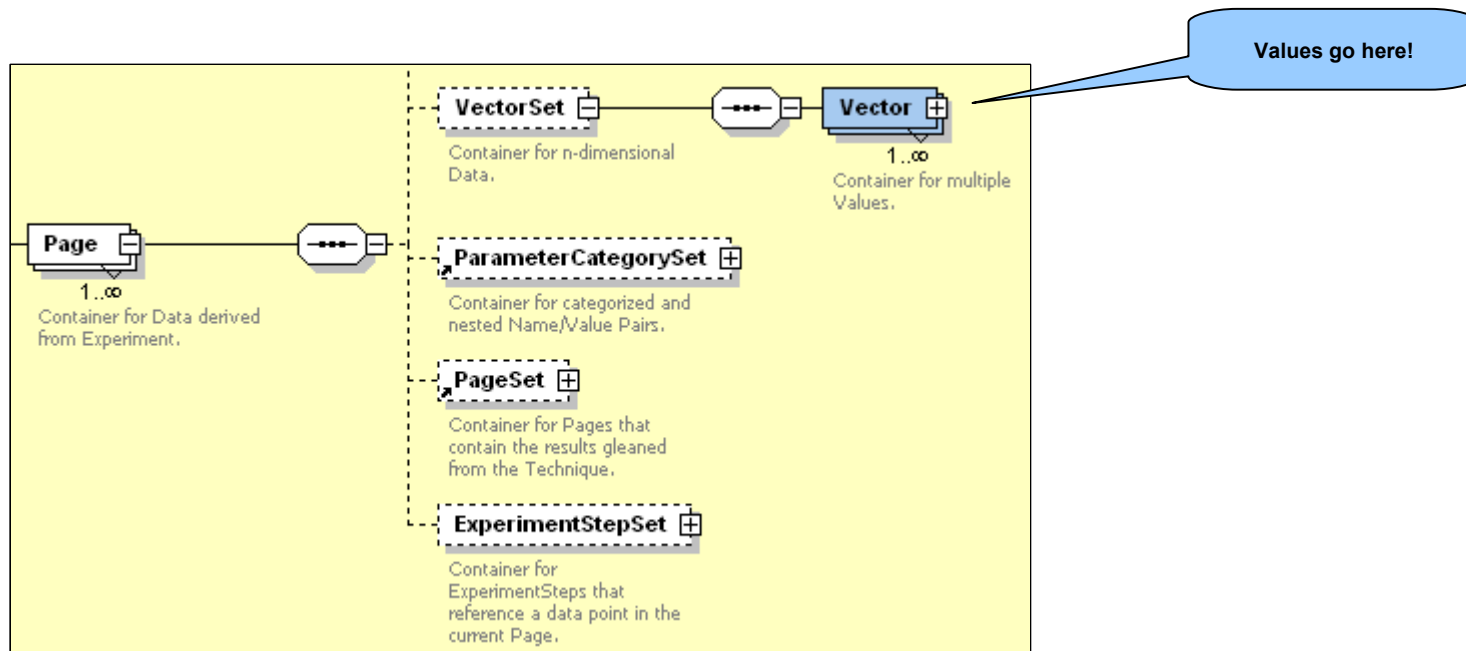 Values go here!
VectorSet
Container for n-dimensional
Data.
Vector
1..∞
Container for multiple
Values.
Page
1..∞
Container for Data derived
from Experiment.
ParameterCategorySet
Container for categorized and
nested Name/Value Pairs.
PageSet
Container for Pages that
contain the results gleaned
from the Technique.
ExperimentStepSet
Container for
ExperimentSteps that
reference a data point in the
current Page.